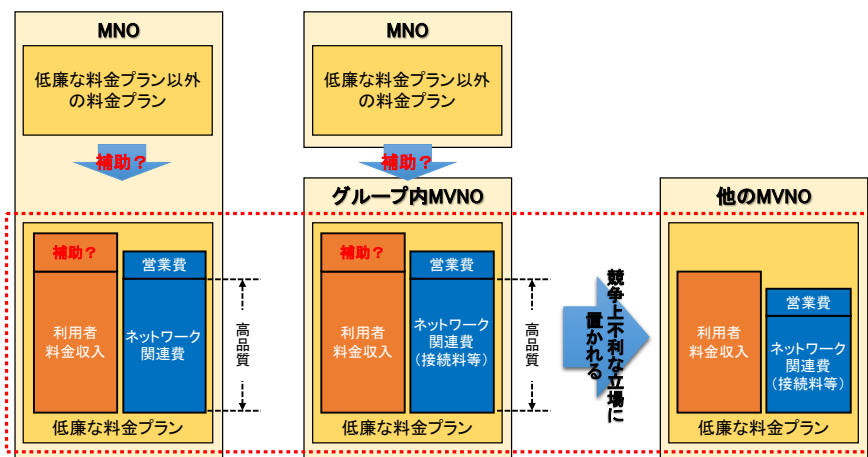 MNO
低廉な料金プラン以外
の料金プラン
補助？
補助？
営業費
利用者
料金収入
ネットワーク
関連費
高品質
低廉な料金プラン
MNO
低廉な料金プラン以外
の料金プラン
補助？
グループ内MVNO
補助？
営業費
利用者
料金収入
ネットワーク
関連費
(接続料等)
高品質
低廉な料金プラン
競争上不利な立場に
置かれる
他のMVNO
営業費
利用者
料金収入
ネットワーク
関連費
(接続料等)
低廉な料金プラン